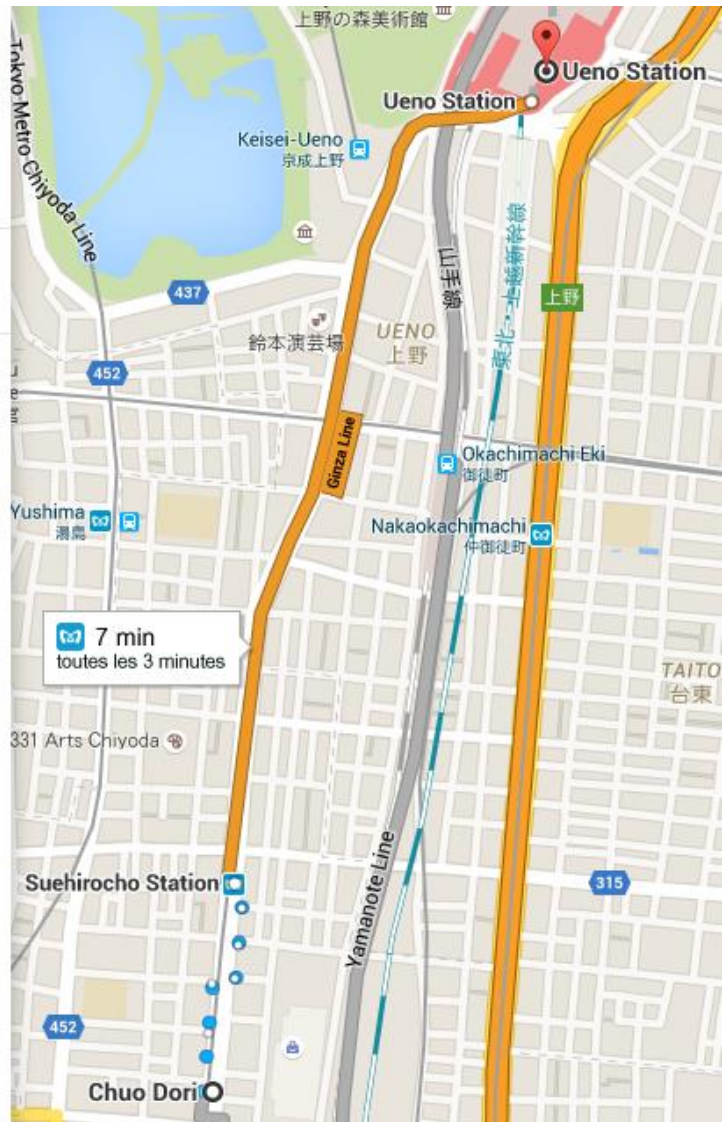 上野の森美術館
Ueno Station
Ueno Station
Tokyo Metro Chiyoda Line
Keisei-Ueno
京成上野
山手線
東北・上越新幹線
437
上野
鈴本演芸場
UENO
上野
452
Ginza Line
Okachimachi Eki
御徒町
Yushima
湯島
Nakaokachimachi
仲御徒町
7 min
toutes les 3 minutes
TAITO
台東
331 Arts Chiyoda
Suehirocho Station
315
Yamanote Line
452
Chuo Dori